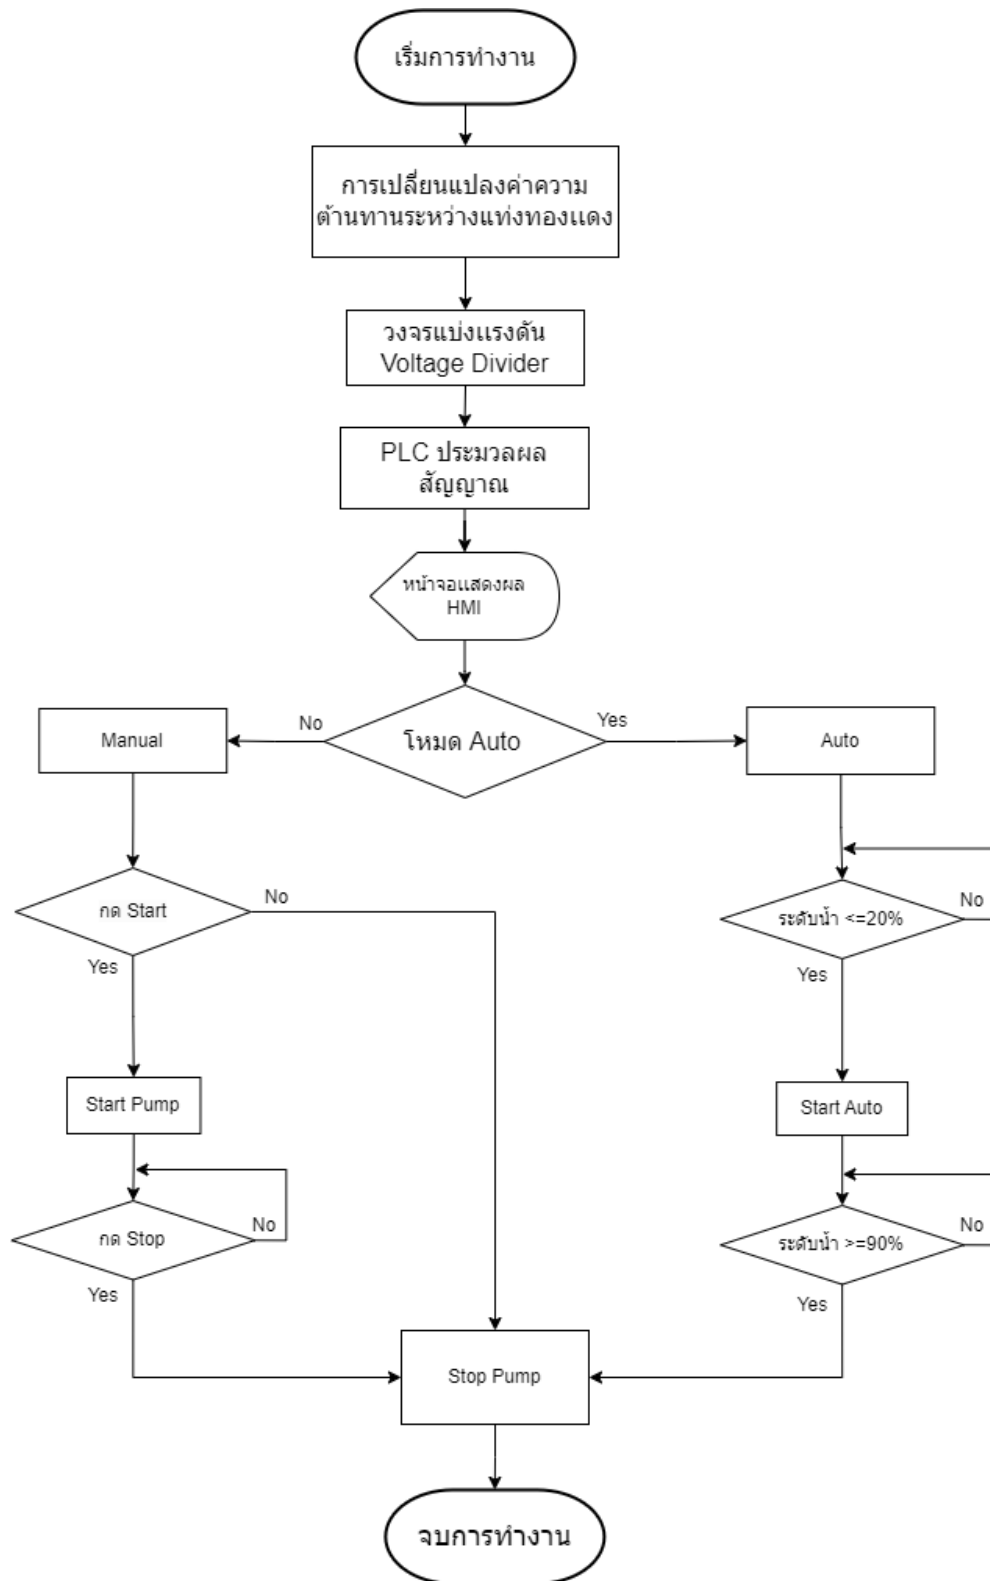 เริ่มการทำงาน
การเปลี่ยนแปลงค่าความ
ต้านทานระหว่างแท่งทองแดง
วงจรแบ่งแรงดัน
Voltage Divider
PLC ประมวลผล
สัญญาณ
หน้าจอแสดงผล
HMI
No
โหมด Auto
Yes
Manual
Auto
กด Start
No
Yes
ระดับน้ำ <=20%
No
Yes
Start Pump
Start Auto
กด Stop
No
Yes
ระดับน้ำ >=90%
No
Yes
Stop Pump
จบการทำงาน